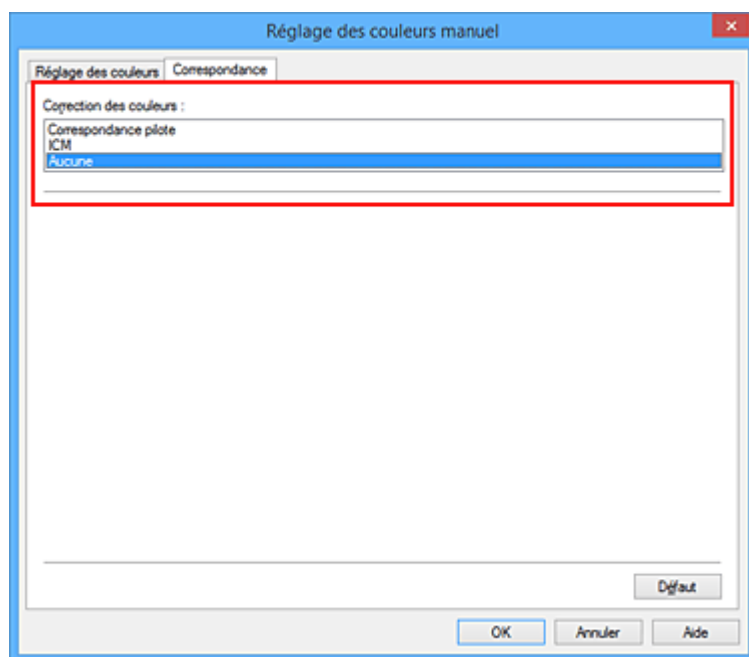 Réglage des couleurs manuel
Réglage des couleurs Correspondance
Correction des couleurs :
Correspondance pilote
ICM
Aucune
Défaut
OK Annuler Aide